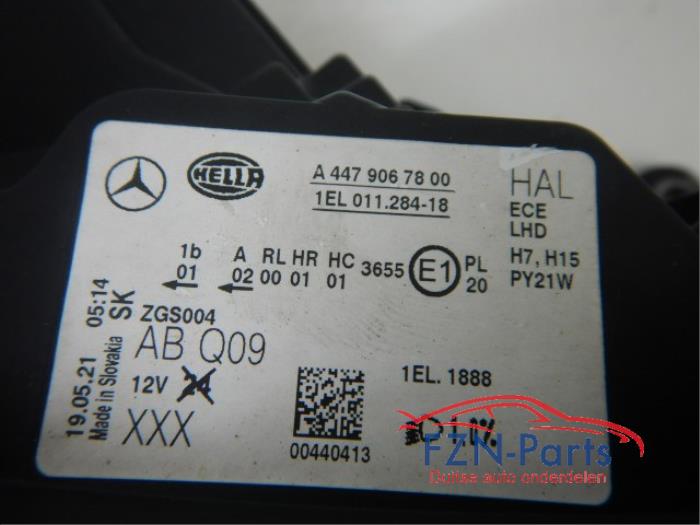 HELLA
A 447 906 78 00
1EL 011.284-18
HAL
ECE
LHD
H7, H15
PY21W
1b A RL HR HC
01 02 00 01 01
3655 E1 PL
20
19.05.21 05:14
Made in Slovakia SK
ZGS004
AB Q09
12V 24
XXX
00440413
1EL. 1888
FZN-Parts
Duitse auto onderdelen